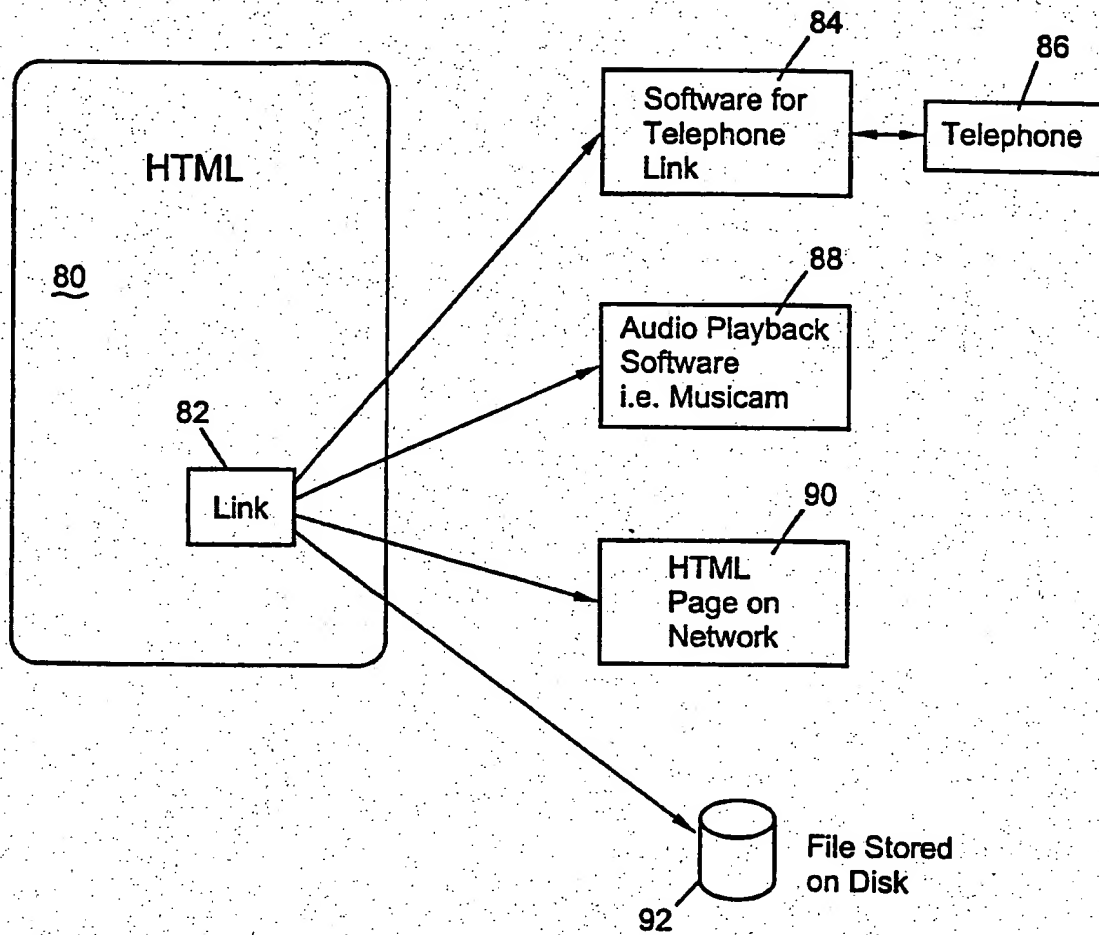 84
86
Software for
Telephone
Link
Telephone
HTML
80
88
Audio Playback
Software
i.e. Musicam
82
Link
90
HTML
Page on
Network
File Stored
on Disk
92